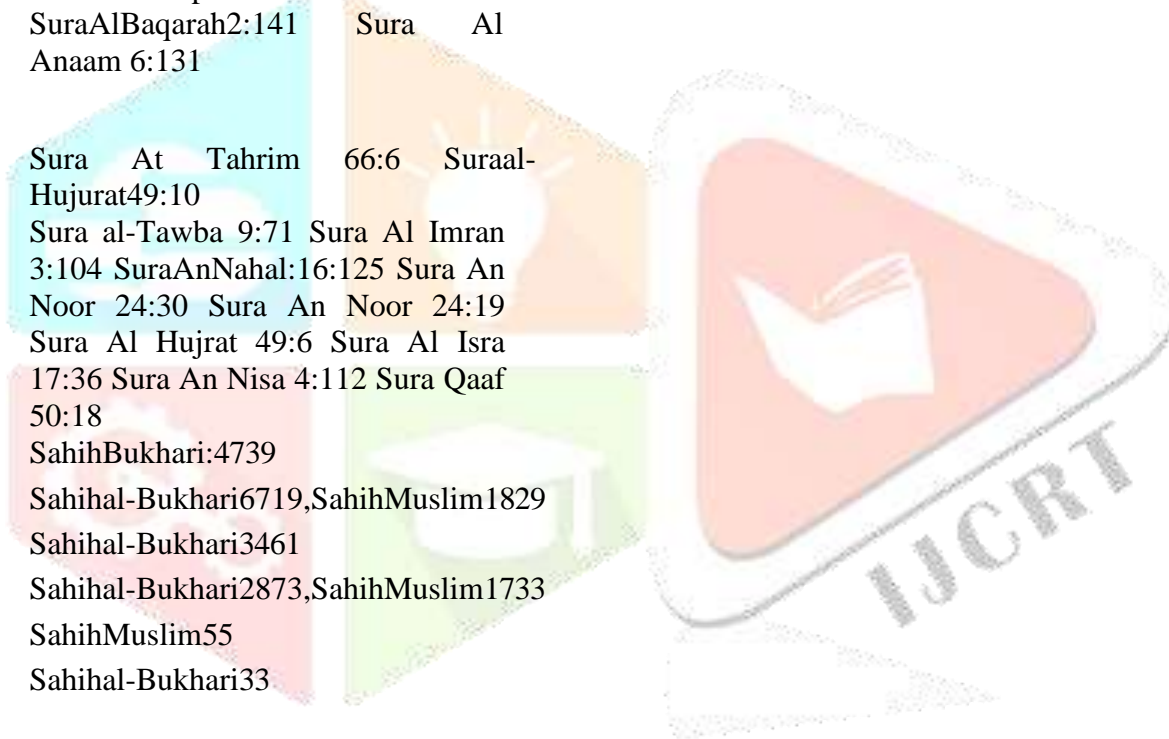 SuraAlBaqarah2:141 Sura Al
Anaam 6:131
Sura At Tahrim 66:6 Suraal-
Hujurat49:10
Sura al-Tawba 9:71 Sura Al Imran
3:104 SuraAnNahal:16:125 Sura An
Noor 24:30 Sura An Noor 24:19
Sura Al Hujrat 49:6 Sura Al Isra
17:36 Sura An Nisa 4:112 Sura Qaaf
50:18
SahihBukhari:4739
Sahihal-Bukhari6719,SahihMuslim1829
Sahihal-Bukhari3461
Sahihal-Bukhari2873,SahihMuslim1733
SahihMuslim55
Sahihal-Bukhari33
IJCRT